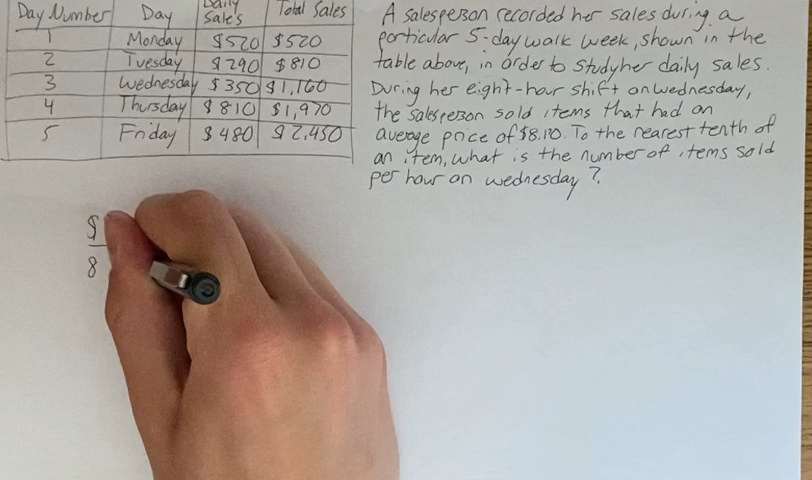 Day Number Day Daily Sales Total Sales
1 Monday $520 $520
2 Tuesday $290 $810
3 Wednesday $350 $1,160
4 Thursday $810 $1,970
5 Friday $480 $2,450
A salesperson recorded her sales during a
particular 5-day walk week, shown in the
table above, in order to study her daily sales.
During her eight-hour shift on wednesday,
the salesperson sold items that had an
average price of $8.10. To the nearest tenth of
an item, what is the number of items sold
per hour on wednesday?
$
8